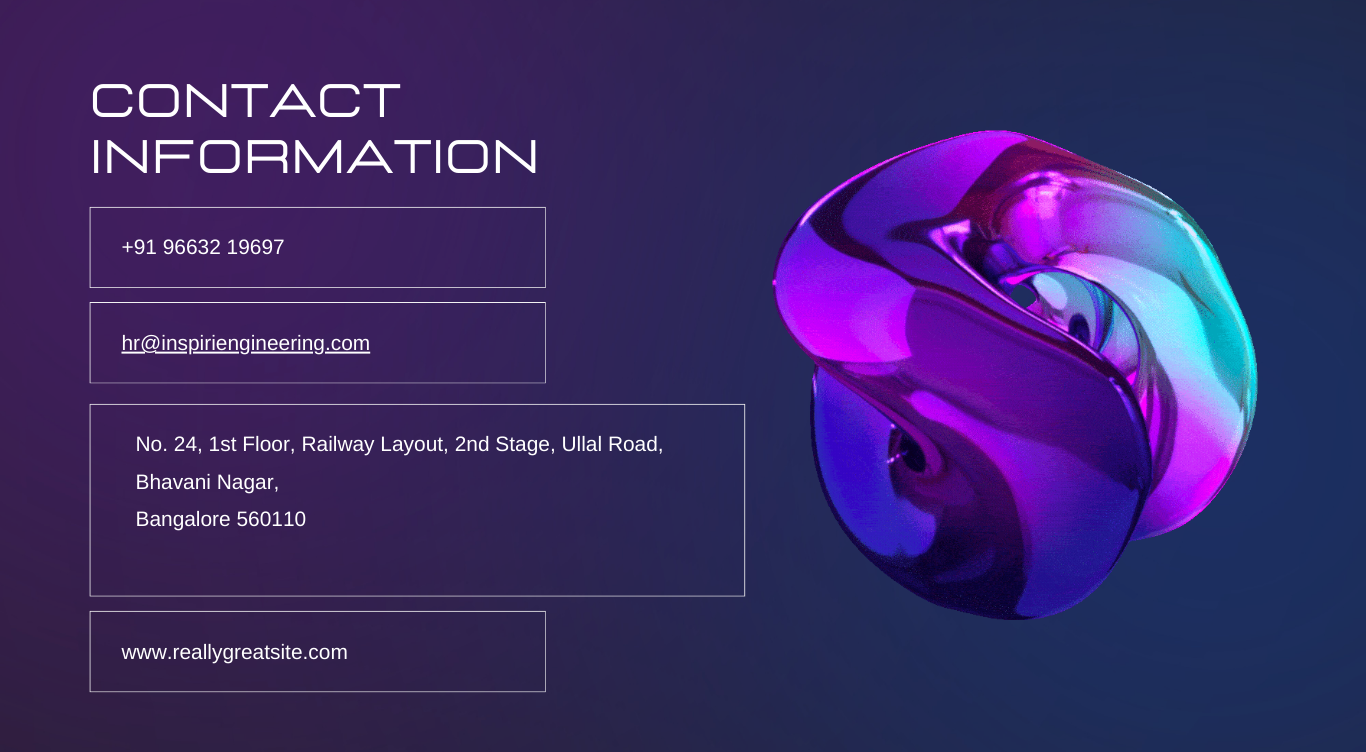 CONTACT
INFORMATION
+91 96632 19697
hr@inspiriengineering.com
No. 24, 1st Floor, Railway Layout, 2nd Stage, Ullal Road,
Bhavani Nagar,
Bangalore 560110
www.reallygreatsite.com